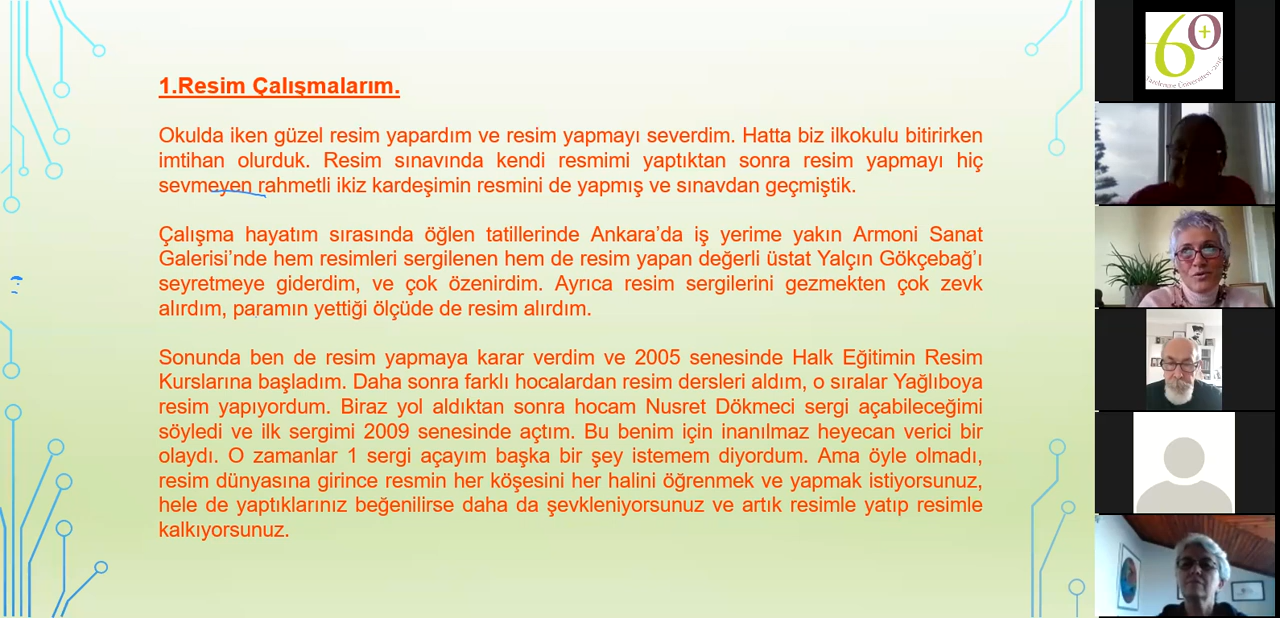 1.Resim Çalışmalarım.
Okulda iken güzel resim yapardım ve resim yapmayı severdim. Hatta biz ilkokulu bitirirken
imtihan olurduk. Resim sınavında kendi resmimi yaptıktan sonra resim yapmayı hiç
sevmeyen rahmetli ikiz kardeşimin resmini de yapmış ve sınavdan geçmiştik.
Çalışma hayatım sırasında öğlen tatillerinde Ankara’da iş yerime yakın Armoni Sanat
Galerisi’nde hem resimleri sergilenen hem de resim yapan değerli üstat Yalçın Gökçebağ’ı
seyretmeye giderdim, ve çok özenirdim. Ayrıca resim sergilerini gezmekten çok zevk
alırdım, paramın yettiği ölçüde de resim alırdım.
Sonunda ben de resim yapmaya karar verdim ve 2005 senesinde Halk Eğitimin Resim
Kurslarına başladım. Daha sonra farklı hocalardan resim dersleri aldım, o sıralar Yağlıboya
resim yapıyordum. Biraz yol aldıktan sonra hocam Nusret Dökmeci sergi açabileceğimi
söyledi ve ilk sergimi 2009 senesinde açtım. Bu benim için inanılmaz heyecan verici bir
olaydı. O zamanlar 1 sergi açayım başka bir şey istemem diyordum. Ama öyle olmadı,
resim dünyasına girince resmin her köşesini her halini öğrenmek ve yapmak istiyorsunuz,
hele de yaptıklarınız beğenilirse daha da şevkleniyorsunuz ve artık resimle yatıp resimle
kalkıyorsunuz.
60+